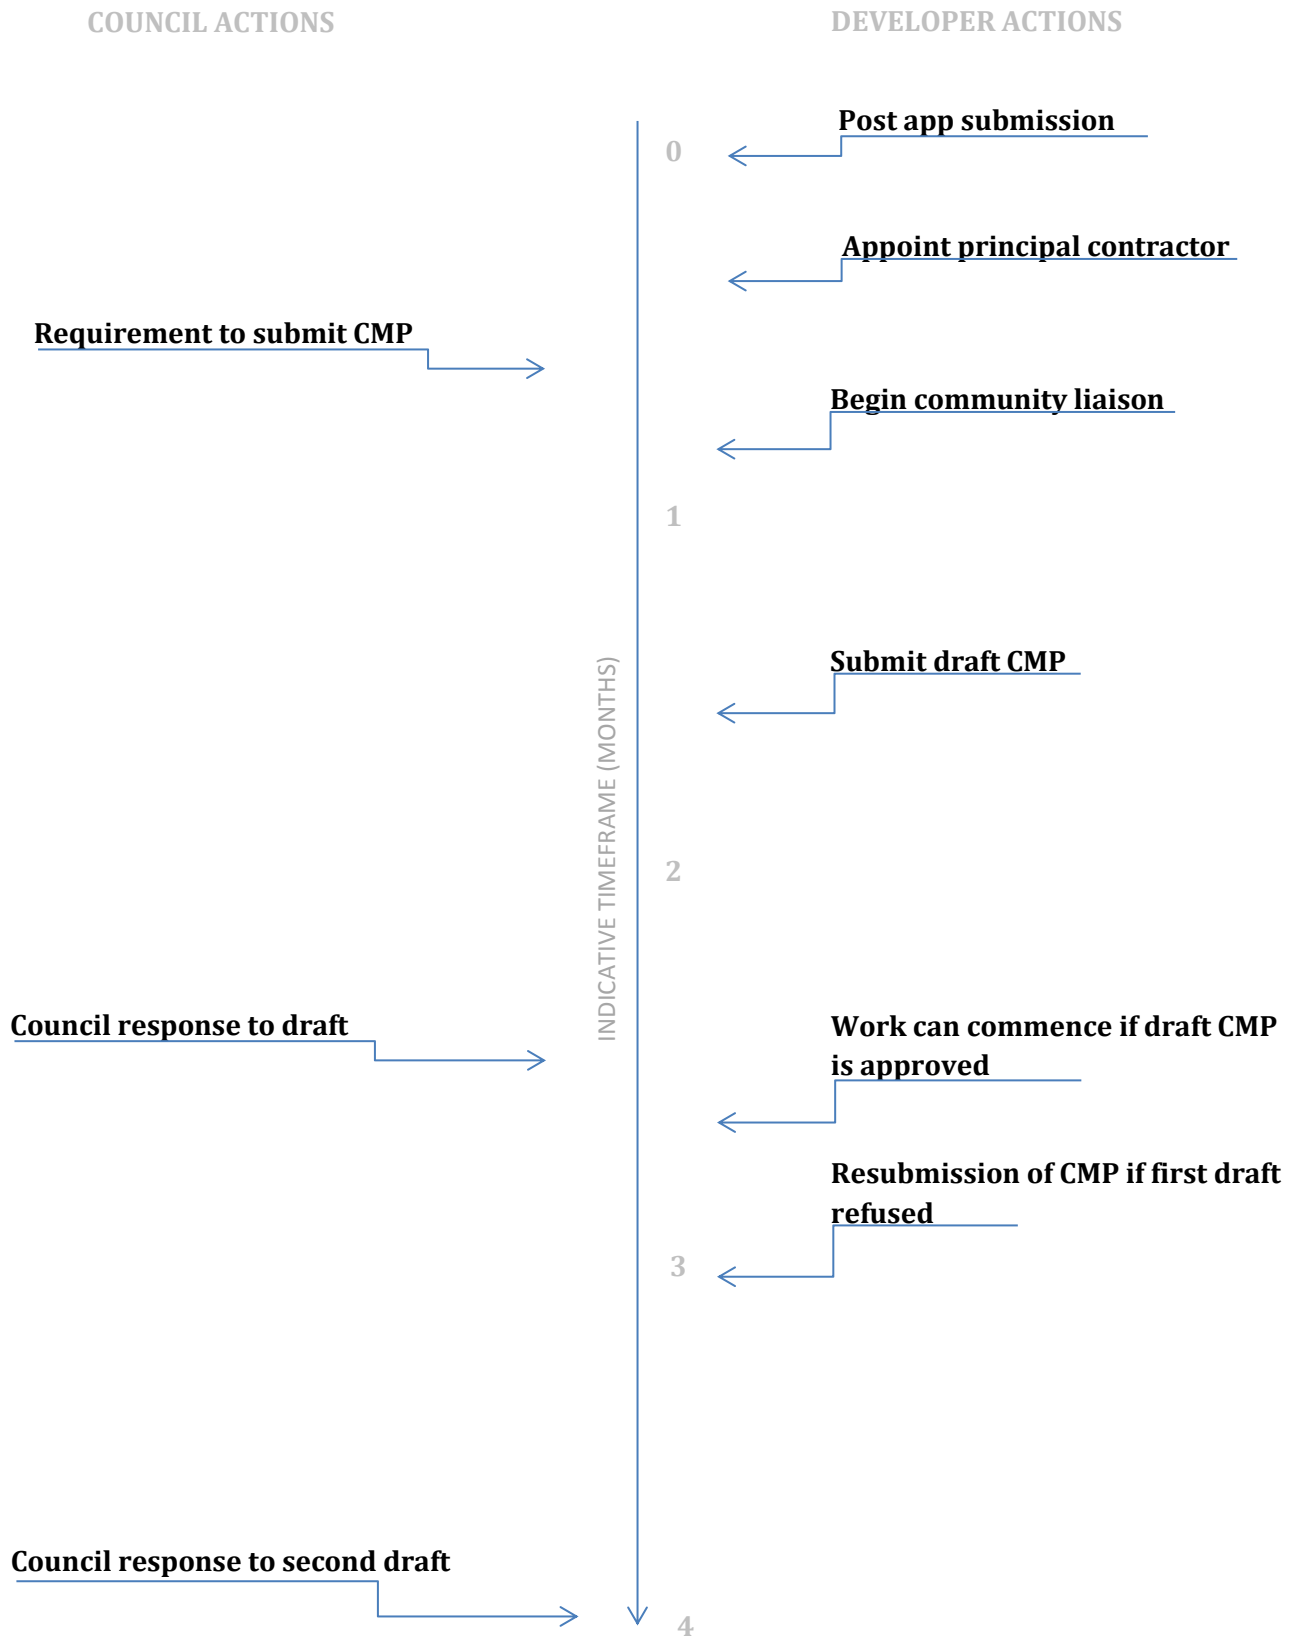 COUNCIL ACTIONS
DEVELOPER ACTIONS
Post app submission
0
Appoint principal contractor
Requirement to submit CMP
Begin community liaison
1
Submit draft CMP
INDICATIVE TIMEFRAME (MONTHS)
2
Council response to draft
Work can commence if draft CMP
is approved
Resubmission of CMP if first draft
refused
3
Council response to second draft
4